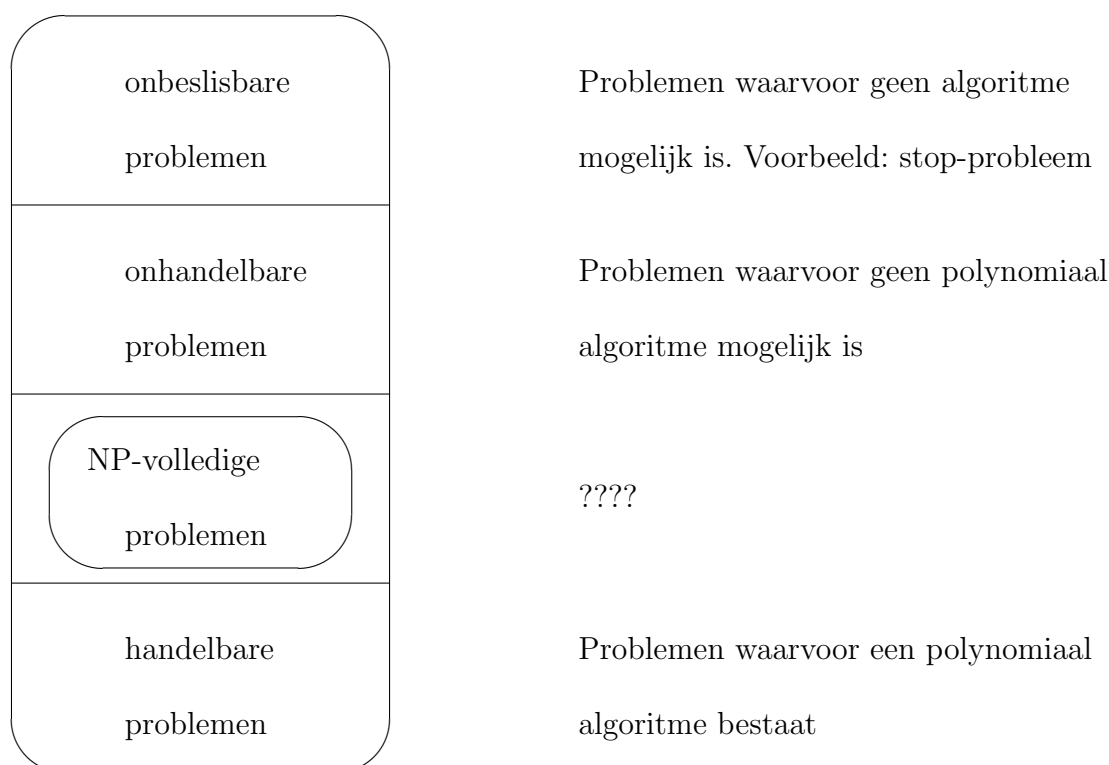 onbeslisbare
problemen
Problemen waarvoor geen algoritme
mogelijk is. Voorbeeld: stop-probleem
onhandelbare
problemen
Problemen waarvoor geen polynomiaal
algoritme mogelijk is
NP-volledige
problemen
????
handelbare
problemen
Problemen waarvoor een polynomiaal
algoritme bestaat